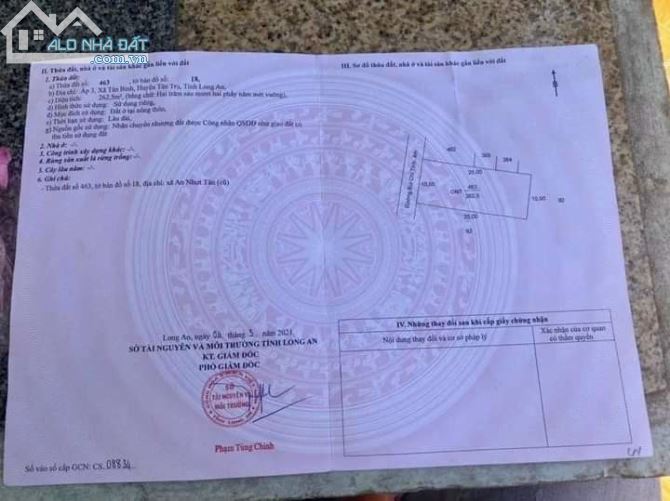 ALO NHÀ ĐẤT
II. Thửa đất, nhà ở và tài sản khác gắn liền với đất
1. Thửa đất:
a) Thửa đất số: 463 , tờ bản đồ số: 18,
b) Địa chỉ: Ấp 3, Xã Tân Bình, Huyện Tân Trụ, Tỉnh Long An,
c) Diện tích: 262,5m² (bằng chữ: Hai trăm sáu mươi hai phẩy năm mét vuông),
d) Hình thức sử dụng: Sử dụng riêng,
đ) Mục đích sử dụng: Đất ở tại nông thôn,
e) Thời hạn sử dụng: Lâu dài,
g) Nguồn gốc sử dụng: Nhận chuyển nhượng đất được Công nhận QSDĐ như giao đất có
thu tiền sử dụng đất
2. Nhà ở: -/-
3. Công trình xây dựng khác: -/-
4. Rừng sản xuất là rừng trồng: -/-
5. Cây lâu năm: -/-
6. Ghi chú:
- Thửa đất số 463, tờ bản đồ số 18, địa chỉ: xã An Nhựt Tân (cũ)
Long An, ngày 06 tháng 5 năm 2021
SỞ TÀI NGUYÊN VÀ MÔI TRƯỜNG TỈNH LONG AN
KT. GIÁM ĐỐC
PHÓ GIÁM ĐỐC
SỞ
TÀI NGUYÊN VÀ
MÔI TRƯỜNG
Phạm Tùng Chinh
Số vào sổ cấp GCN: CS 08834
III. Sơ đồ thửa đất, nhà ở và tài sản khác gắn liền với đất
462
364
25,00
10,00
463
ONT
262,5
10,00
92
25,00
93
IV. Những thay đổi sau khi cấp giấy chứng nhận
Nội dung thay đổi và cơ sở pháp lý
Xác nhận của cơ quan
có thẩm quyền